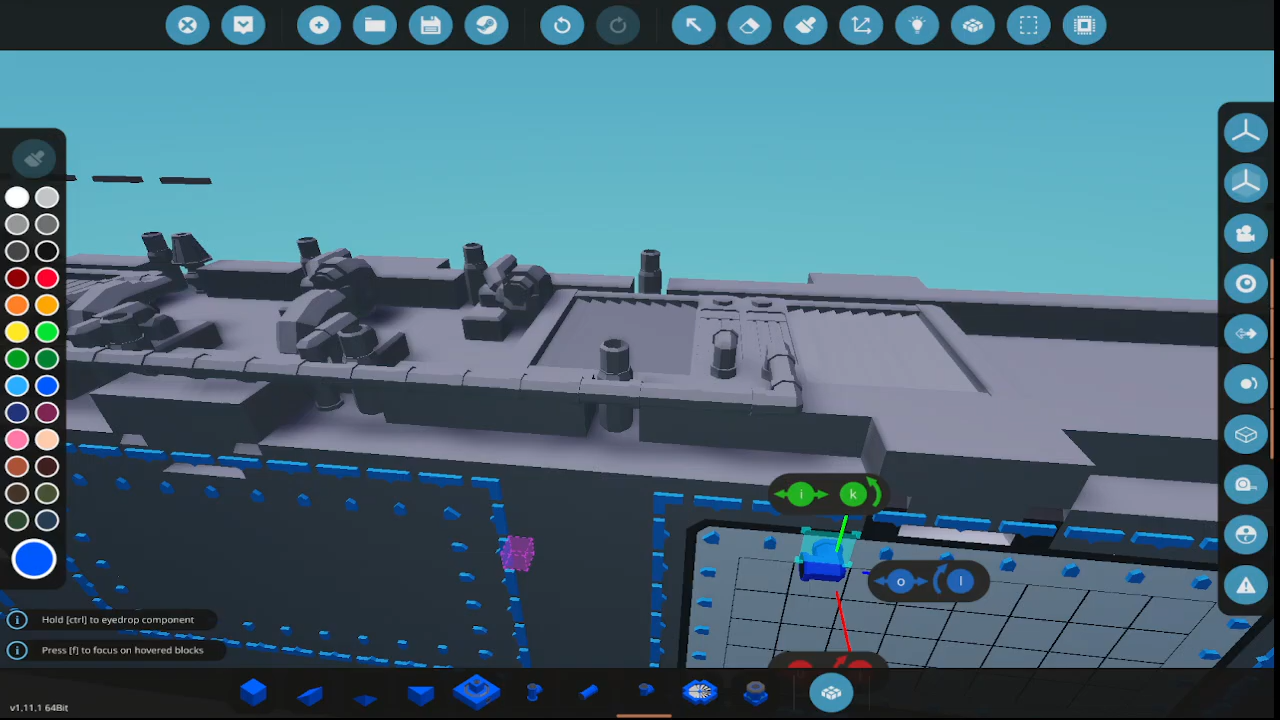 i k
o l
Hold [ctrl] to eyedrop component
Press [f] to focus on hovered blocks
v1.11.1 64Bit